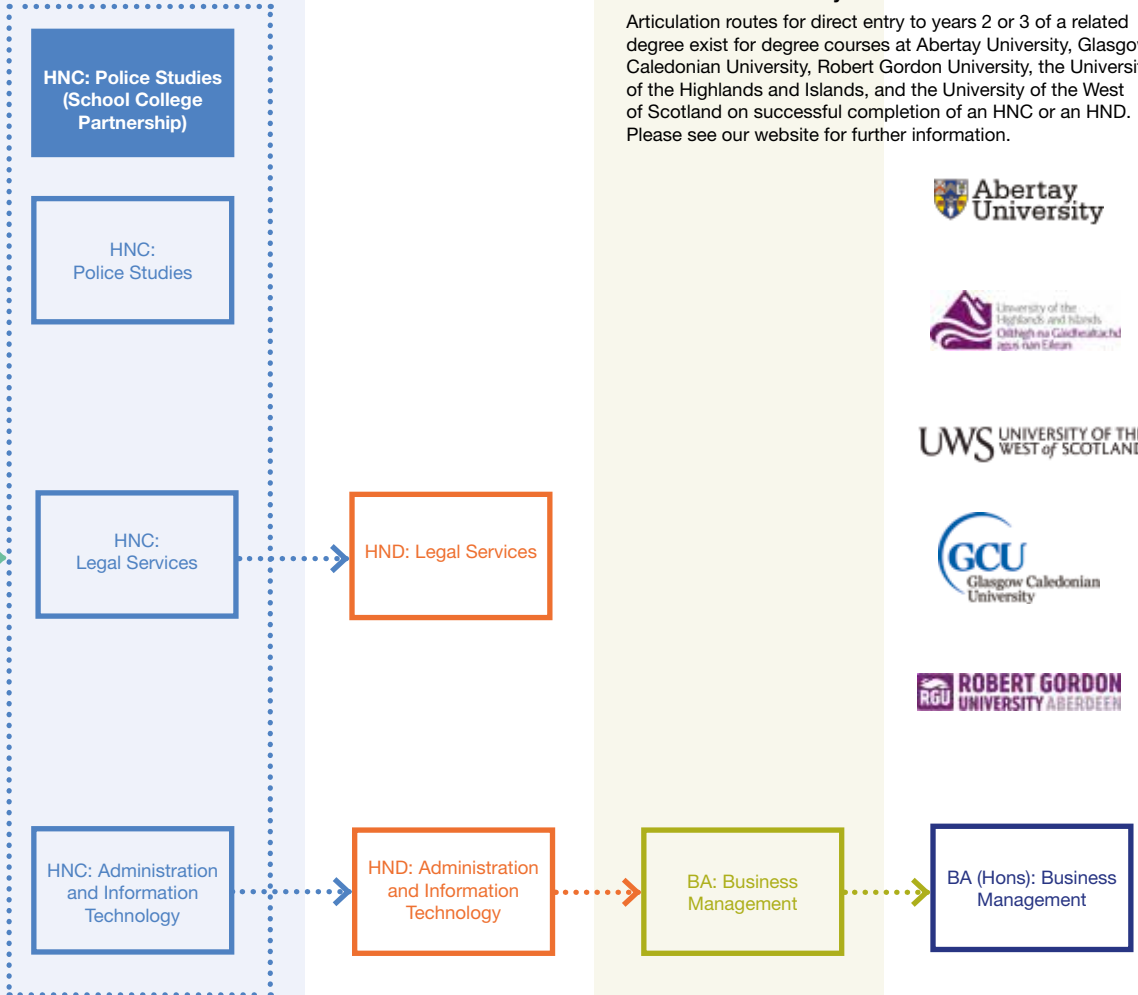 Articulation routes for direct entry to years 2 or 3 of a related
degree exist for degree courses at Abertay University,
Caledonian University, Robert Gordon University, the
of the Highlands and Islands, and the University of the West
of Scotland on successful completion of an HNC or an HND.
Please see our website for further information.
HNC: Police Studies
(School College
Partnership)
HNC:
Police Studies
Abertay
University
University of the
Highlands and Islands
Oilthigh na Gàidhealtachd
agus nan Eilean
UWS UNIVERSITY OF THE
WEST of SCOTLAND
HNC:
Legal Services
HND: Legal Services
GCU
Glasgow Caledonian
University
RGU ROBERT GORDON
UNIVERSITY ABERDEEN
HNC: Administration
and Information
Technology
HND: Administration
and Information
Technology
BA: Business
Management
BA (Hons): Business
Management